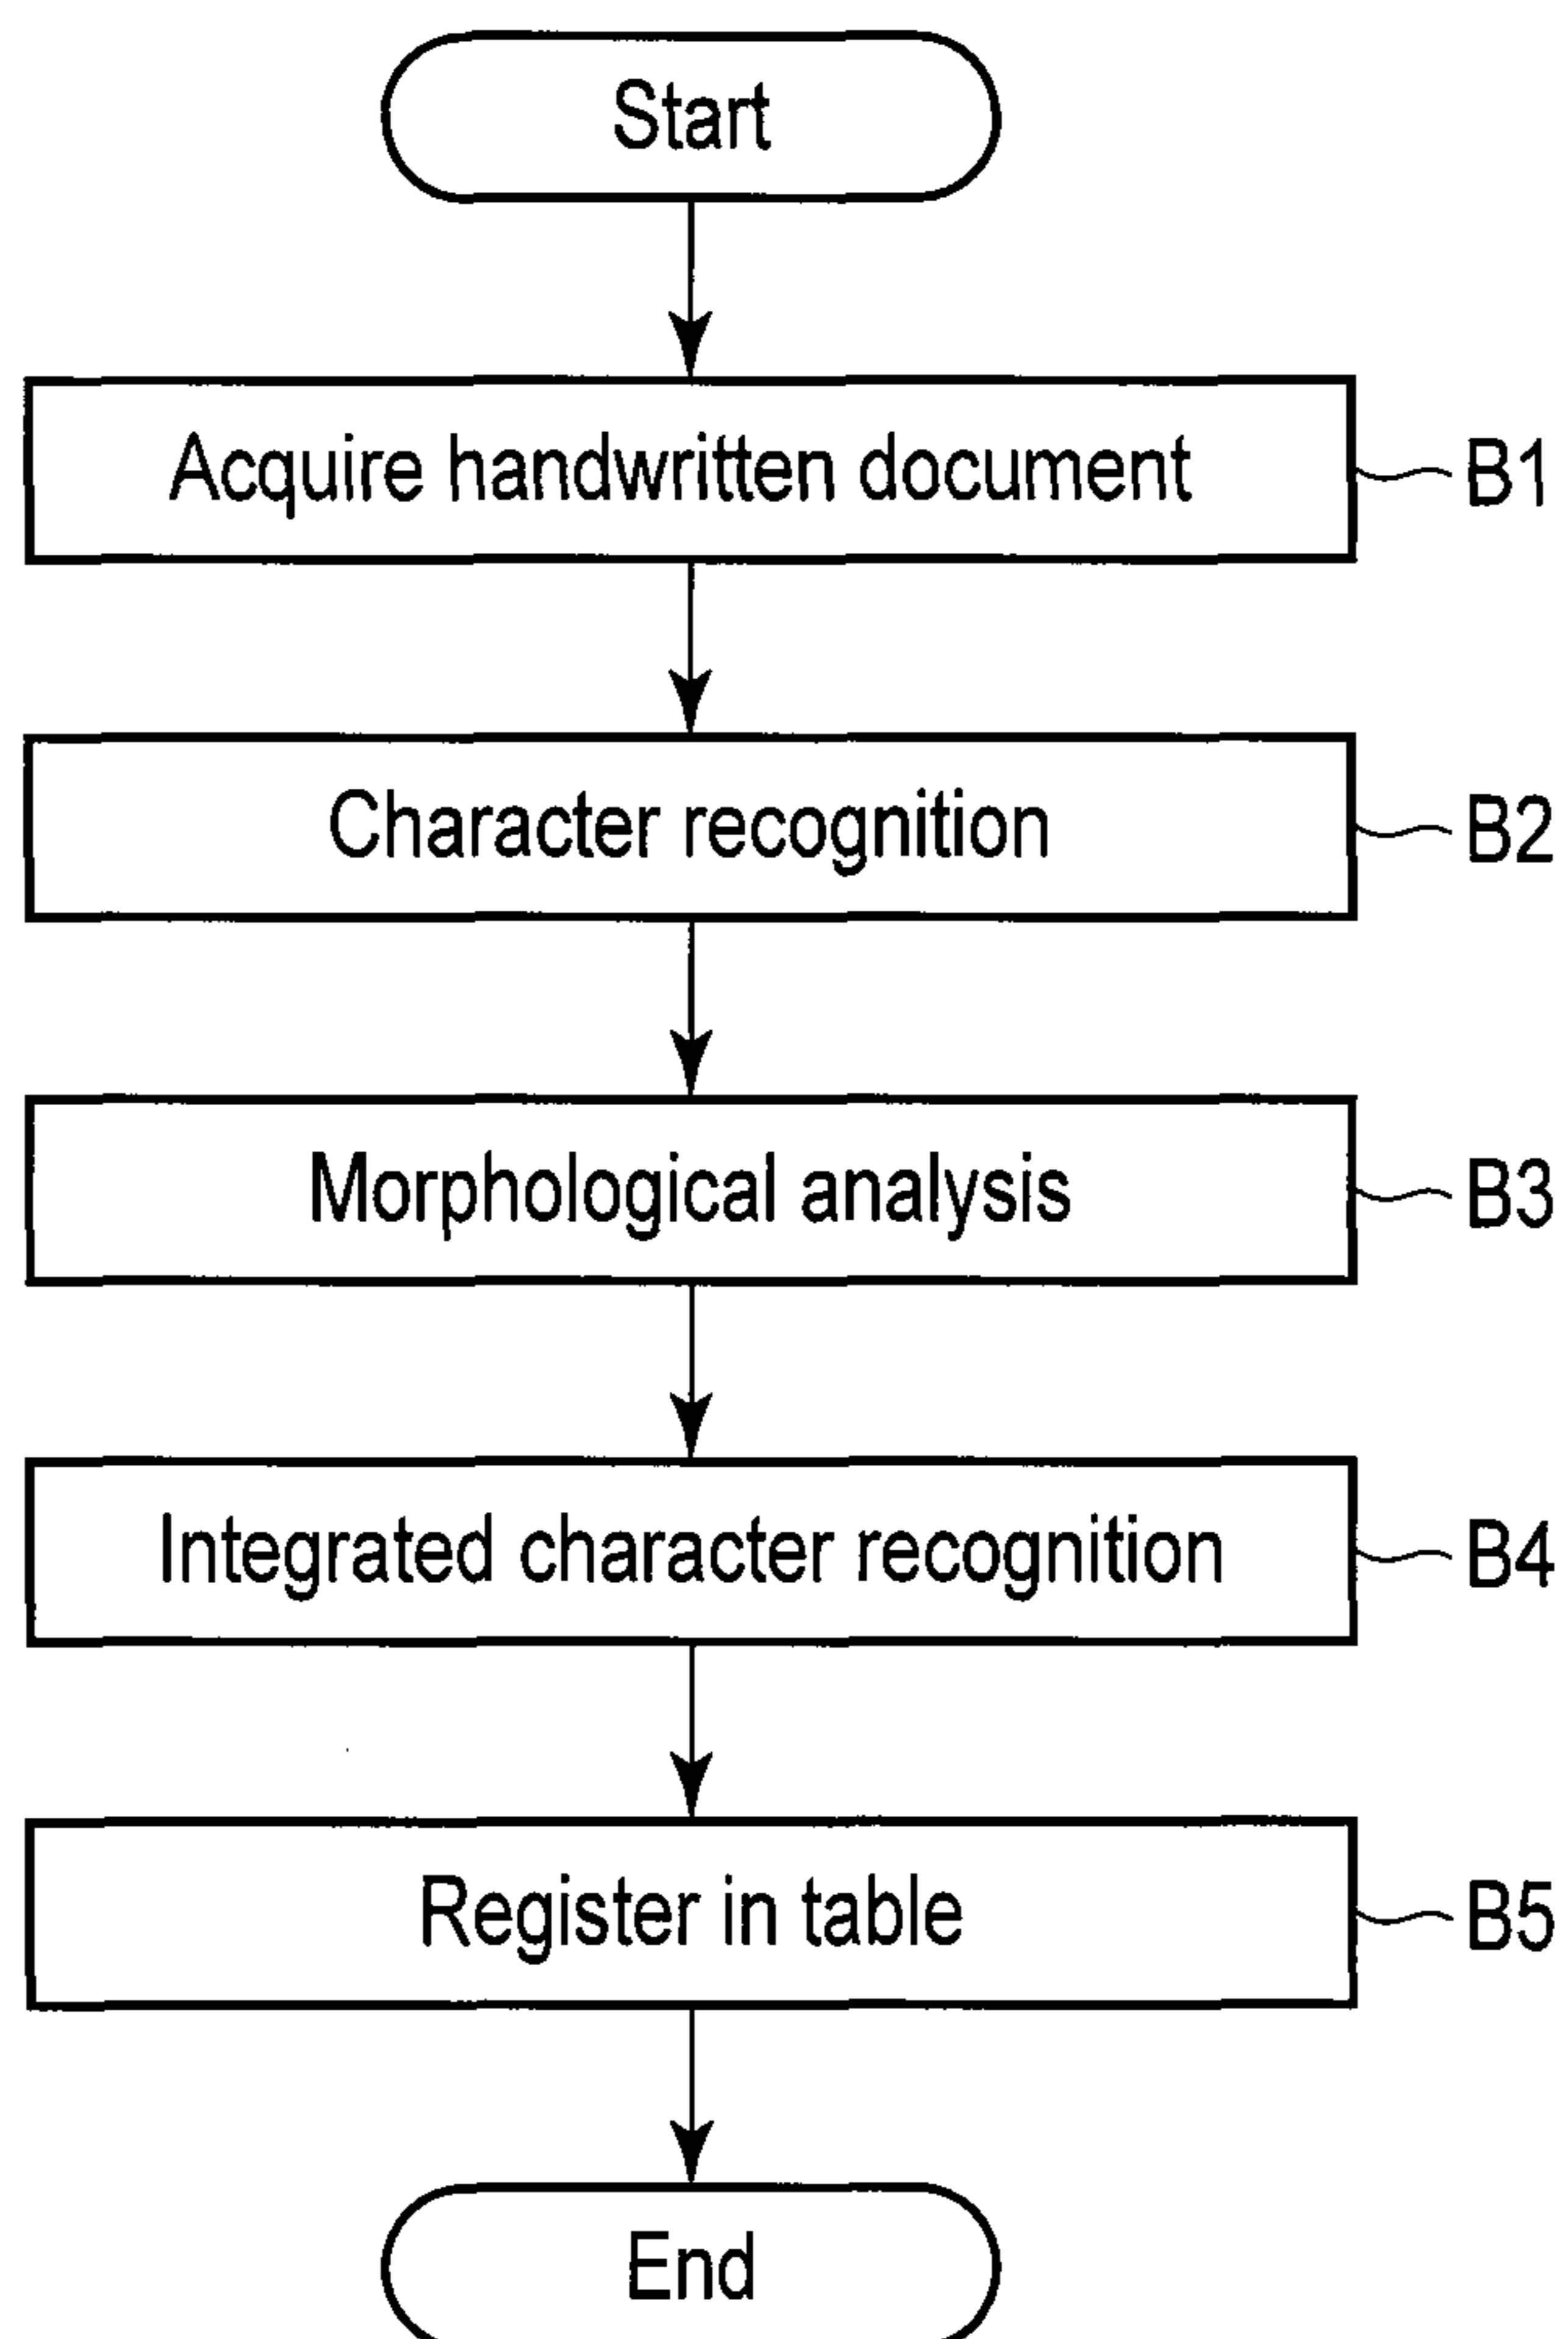 Start
Acquire handwritten document B1
Character recognition B2
Morphological analysis B3
Integrated character recognition B4
Register in table B5
End